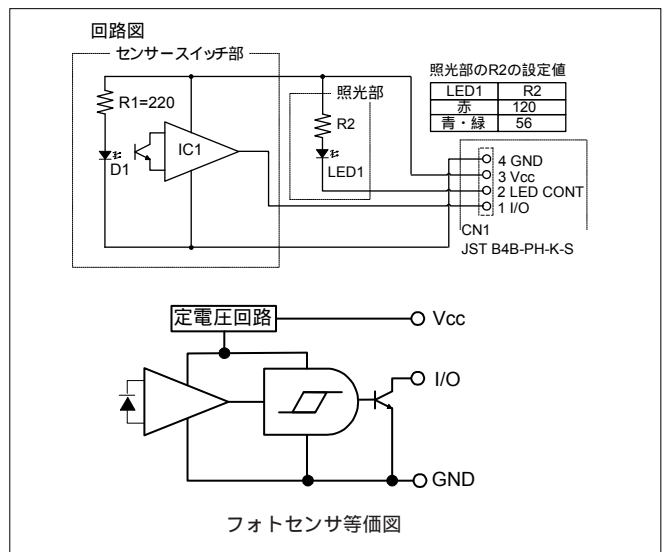 回路図
センサースイッチ部
照光部のR2の設定値
LED1 R2
赤 120
青・緑 56
照光部
R1=220
R2
IC1
D1
LED1
4 GND
3 Vcc
2 LED CONT
1 I/O
CN1
JST B4B-PH-K-S
定電圧回路
Vcc
I/O
GND
フォトセンサ等価図